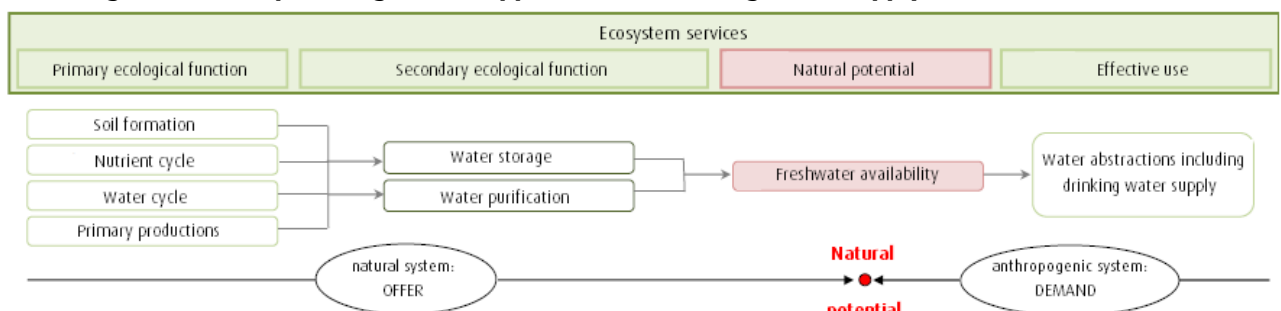 Ecosystem services
Primary ecological function
Secondary ecological function
Natural potential
Effective use
Soil formation
Nutrient cycle
Water cycle
Primary productions
Water storage
Water purification
Freshwater availability
Water abstractions including
drinking water supply
natural system:
OFFER
Natural
potential
anthropogenic system:
DEMAND